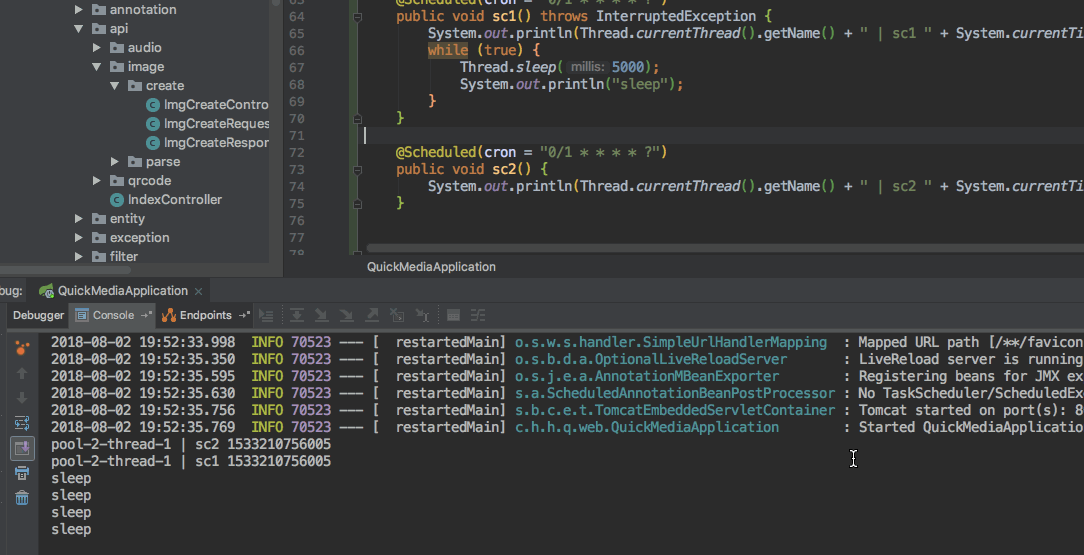 annotation
api
audio
image
create
ImgCreateContro
ImgCreateReques
ImgCreateRespor
parse
qrcode
IndexController
entity
exception
filter
63 @Scheduled(cron = "0/1 * * * * ?")
64 public void sc1() throws InterruptedException {
65 System.out.println(Thread.currentThread().getName() + " | sc1 " + System.currentTi
66 while (true) {
67 Thread.sleep( millis: 5000);
68 System.out.println("sleep");
69 }
70 }
71
72 @Scheduled(cron = "0/1 * * * * ?")
73 public void sc2() {
74 System.out.println(Thread.currentThread().getName() + " | sc2 " + System.currentTi
75 }
76
77
78
QuickMediaApplication
bug: QuickMediaApplication ×
Debugger Console →" Endpoints →"
2018-08-02 19:52:33.998 INFO 70523 --- [ restartedMain] o.s.w.s.handler.SimpleUrlHandlerMapping : Mapped URL path [/**/favicon
2018-08-02 19:52:35.350 INFO 70523 --- [ restartedMain] o.s.b.d.a.OptionalLiveReloadServer : LiveReload server is running
2018-08-02 19:52:35.595 INFO 70523 --- [ restartedMain] o.s.j.e.a.AnnotationMBeanExporter : Registering beans for JMX ex
2018-08-02 19:52:35.630 INFO 70523 --- [ restartedMain] s.a.ScheduledAnnotationBeanPostProcessor : No TaskScheduler/ScheduledExe
2018-08-02 19:52:35.756 INFO 70523 --- [ restartedMain] s.b.c.e.t.TomcatEmbeddedServletContainer : Tomcat started on port(s): 8
2018-08-02 19:52:35.769 INFO 70523 --- [ restartedMain] c.h.h.q.web.QuickMediaApplication : Started QuickMediaApplicatio
pool-2-thread-1 | sc2 1533210756005
pool-2-thread-1 | sc1 1533210756005
sleep
sleep
sleep
sleep